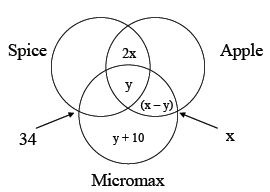 Spice
2x
Apple
y
(x – y)
34
y + 10
x
Micromax